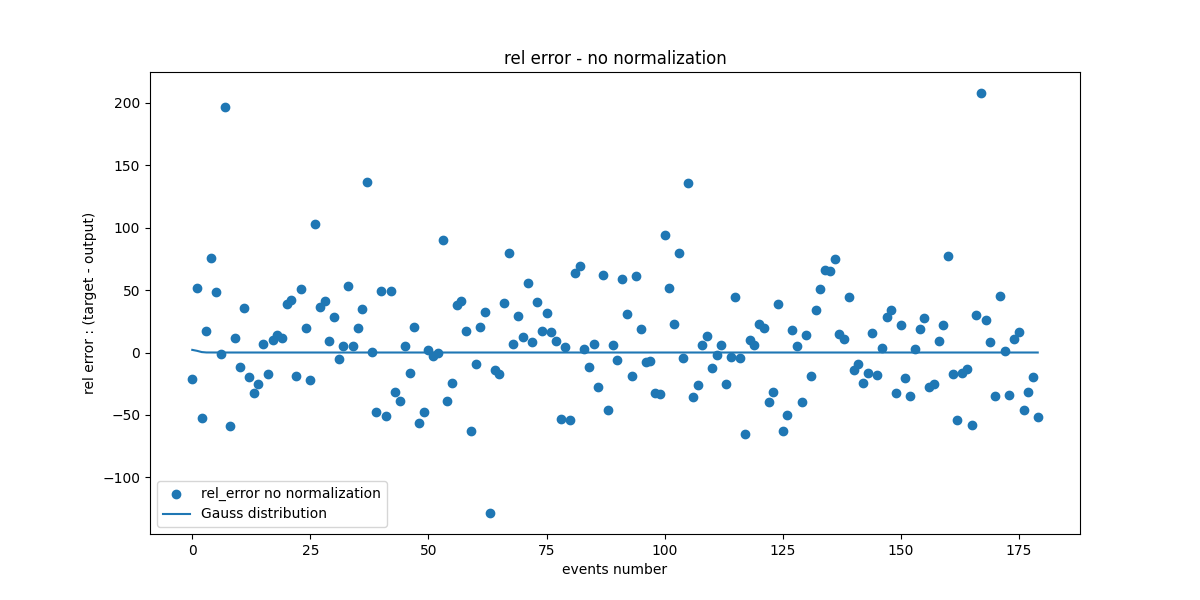 rel error - no normalization
rel error : (target - output)
200
150
100
50
0
−50
−100
rel_error no normalization
Gauss distribution
0 25 50 75 100 125 150 175
events number